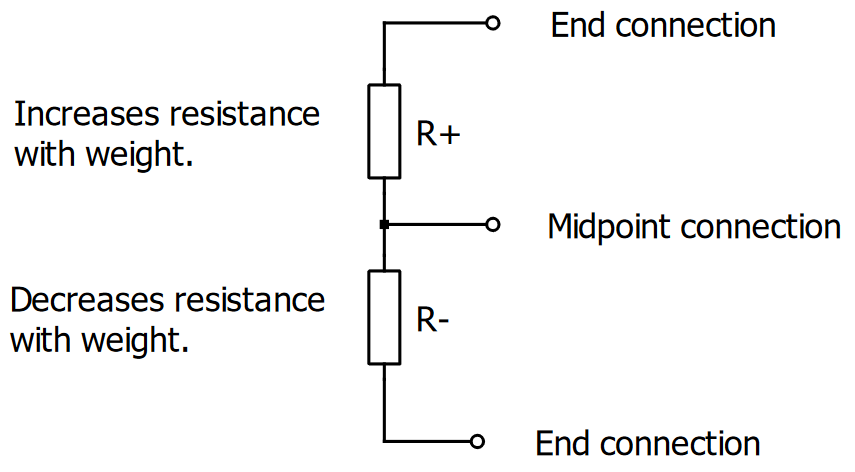 End connection
Increases resistance
with weight.
R+
Midpoint connection
Decreases resistance
with weight.
R-
End connection